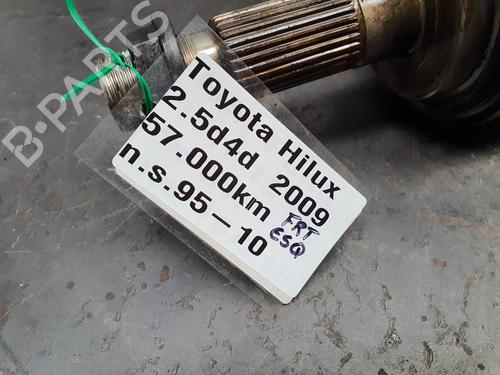 Toyota Hilux
2.5d4d 2009
57.000km FRT
n.s.95-10 ESQ
B-PARTS